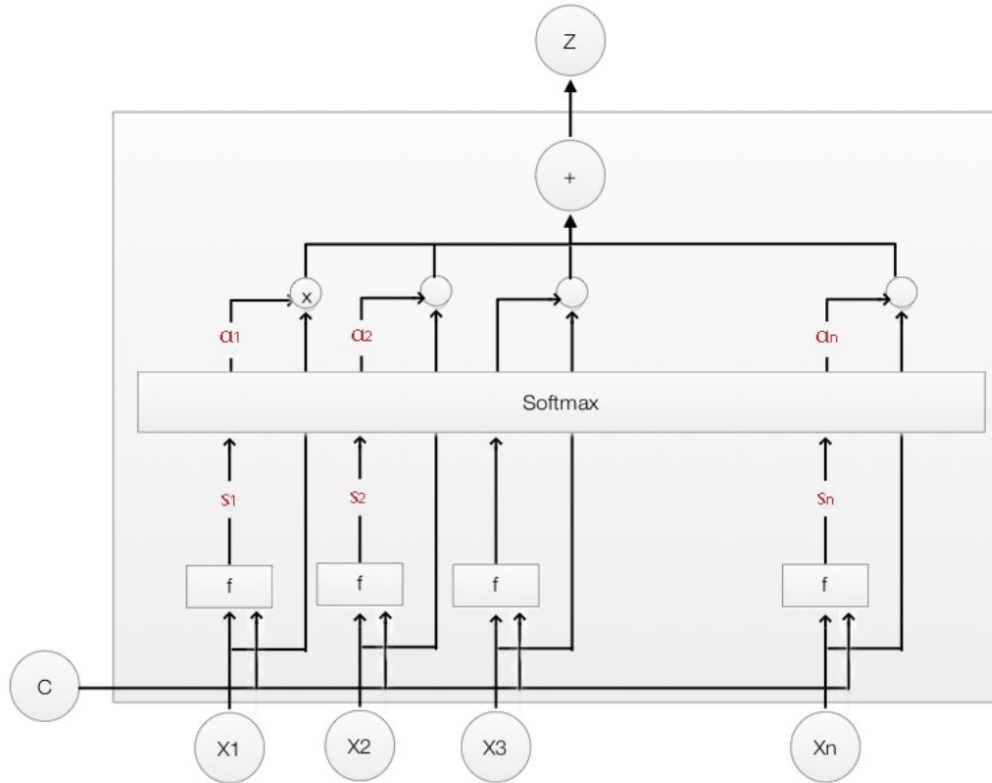 Z
+
x
α1
α2
αn
Softmax
s1
s2
sn
f
f
f
f
C
X1
X2
X3
Xn